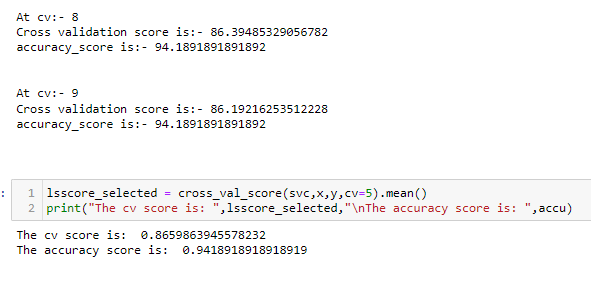 At cv:- 8
Cross validation score is:- 86.39485329056782
accuracy_score is:- 94.1891891891892
At cv:- 9
Cross validation score is:- 86.19216253512228
accuracy_score is:- 94.1891891891892
: 1 lsscore_selected = cross_val_score(svc,x,y,cv=5).mean()
2 print("The cv score is: ",lsscore_selected,"\nThe accuracy score is: ",accu)
The cv score is:  0.8659863945578232
The accuracy score is:  0.9418918918918919